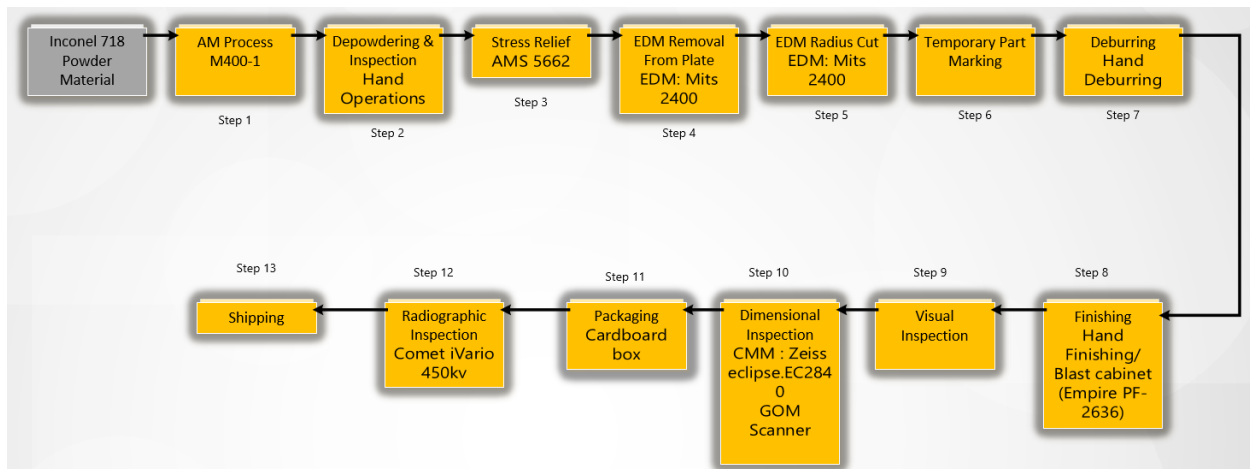 Inconel 718
Powder
Material
AM Process
M400-1
Step 1
Depowdering &
Inspection
Hand
Operations
Step 2
Stress Relief
AMS 5662
Step 3
EDM Removal
From Plate
EDM: Mits
2400
Step 4
EDM Radius Cut
EDM: Mits
2400
Step 5
Temporary Part
Marking
Step 6
Deburring
Hand
Deburring
Step 7
Step 8
Finishing
Hand
Finishing/
Blast cabinet
(Empire PF-
2636)
Step 9
Visual
Inspection
Step 10
Dimensional
Inspection
CMM : Zeiss
eclipse.EC284
0
GOM
Scanner
Step 11
Packaging
Cardboard
box
Step 12
Radiographic
Inspection
Comet iVario
450kv
Step 13
Shipping